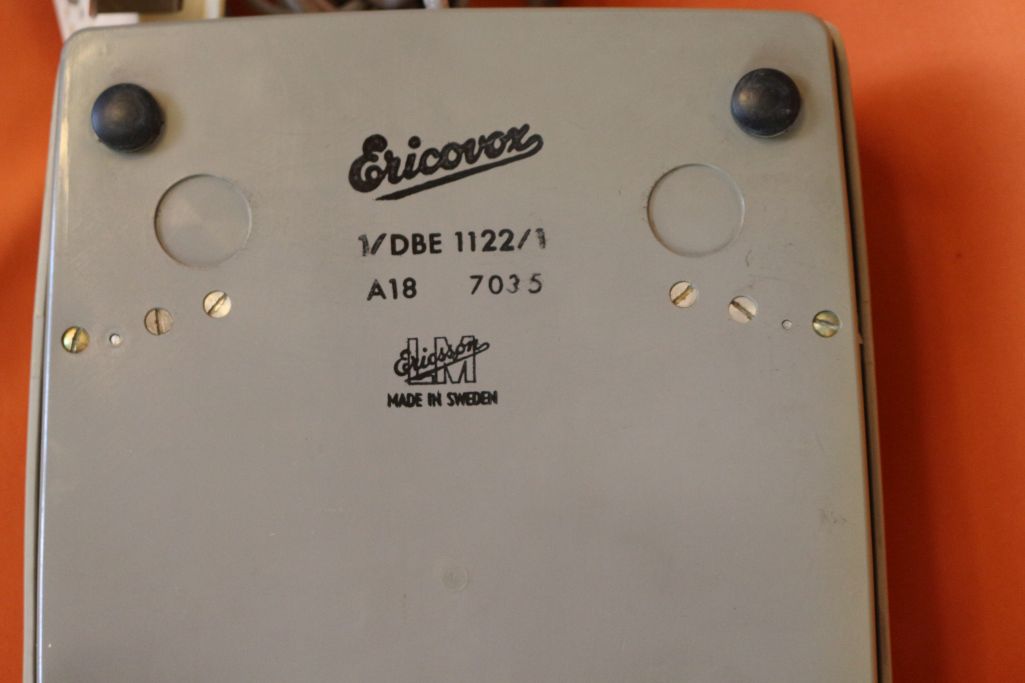 Ericovox
1/DBE 1122/1
A18 7035
LM Ericsson
MADE IN SWEDEN